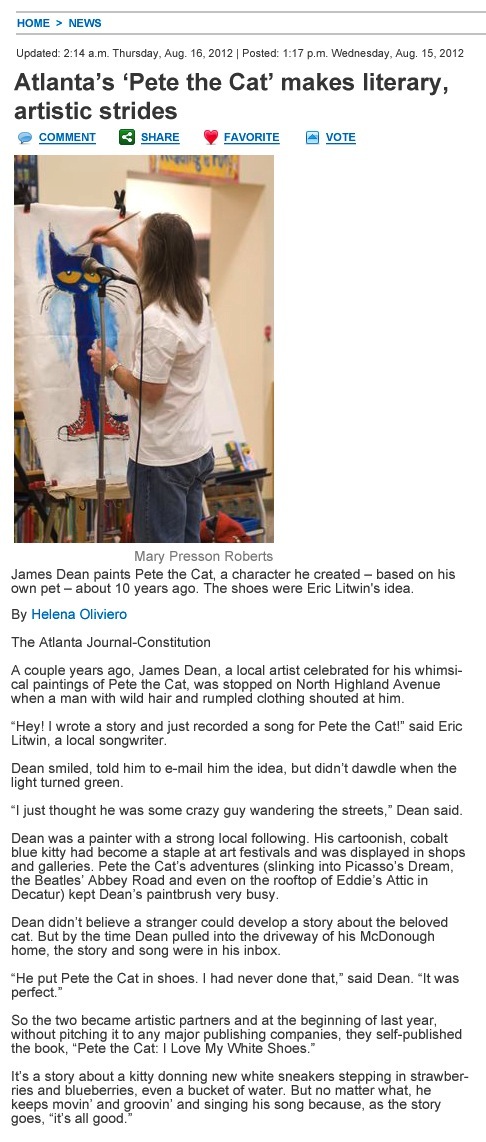 HOME > NEWS
Updated: 2:14 a.m. Thursday, Aug. 16, 2012 | Posted: 1:17 p.m. Wednesday, Aug. 15, 2012
Atlanta's 'Pete the Cat' makes literary,
artistic strides
COMMENT SHARE FAVORITE VOTE
Mary Presson Roberts
James Dean paints Pete the Cat, a character he created – based on his
own pet – about 10 years ago. The shoes were Eric Litwin's idea.
By Helena Oliviero
The Atlanta Journal-Constitution
A couple years ago, James Dean, a local artist celebrated for his whimsi-
cal paintings of Pete the Cat, was stopped on North Highland Avenue
when a man with wild hair and rumpled clothing shouted at him.
“Hey! I wrote a story and just recorded a song for Pete the Cat!” said Eric
Litwin, a local songwriter.
Dean smiled, told him to e-mail him the idea, but didn’t dawdle when the
light turned green.
“I just thought he was some crazy guy wandering the streets,” Dean said.
Dean was a painter with a strong local following. His cartoonish, cobalt
blue kitty had become a staple at art festivals and was displayed in shops
and galleries. Pete the Cat’s adventures (slinking into Picasso’s Dream,
the Beatles’ Abbey Road and even on the rooftop of Eddie’s Attic in
Decatur) kept Dean’s paintbrush very busy.
Dean didn’t believe a stranger could develop a story about the beloved
cat. But by the time Dean pulled into the driveway of his McDonough
home, the story and song were in his inbox.
“He put Pete the Cat in shoes. I had never done that,” said Dean. “It was
perfect.”
So the two became artistic partners and at the beginning of last year,
without pitching it to any major publishing companies, they self-published
the book, “Pete the Cat: I Love My White Shoes.”
It’s a story about a kitty donning new white sneakers stepping in strawber-
ries and blueberries, even a bucket of water. But no matter what, he
keeps movin’ and groovin’ and singing his song because, as the story
goes, “it’s all good.”